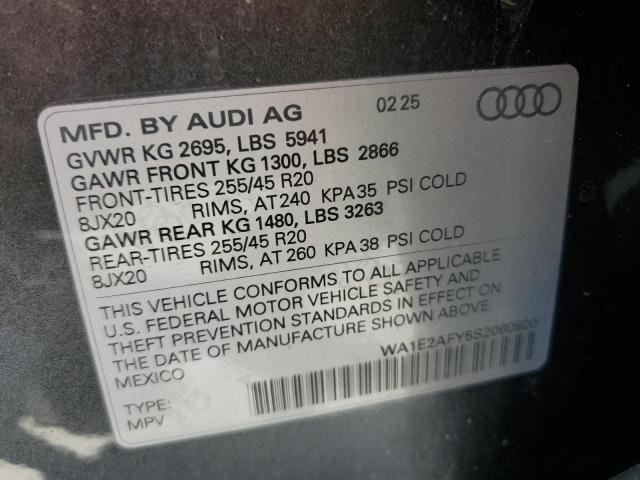 MFD. BY AUDI AG 02 25
GVWR KG 2695, LBS 5941
GAWR FRONT KG 1300, LBS 2866
FRONT-TIRES 255/45 R20
8JX20 RIMS, AT 240 KPA 35 PSI COLD
GAWR REAR KG 1480, LBS 3263
REAR-TIRES 255/45 R20
8JX20 RIMS, AT 260 KPA 38 PSI COLD
THIS VEHICLE CONFORMS TO ALL APPLICABLE
U.S. FEDERAL MOTOR VEHICLE SAFETY AND
THEFT PREVENTION STANDARDS IN EFFECT ON
THE DATE OF MANUFACTURE SHOWN ABOVE.
MEXICO
WA1E2AFY5S2060600
TYPE:
MPV